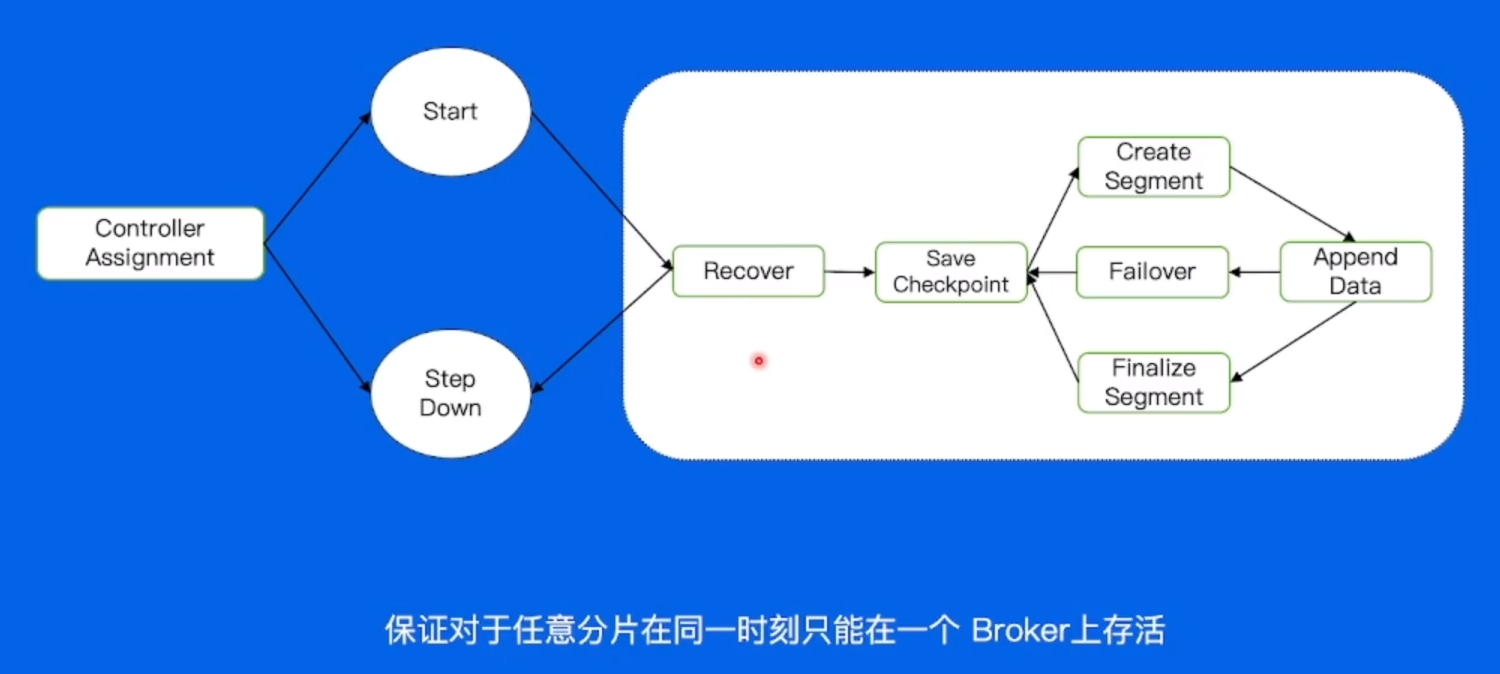 Start
Controller
Assignment
Step
Down
Recover
Save
Checkpoint
Create
Segment
Failover
Append
Data
Finalize
Segment
保证对于任意分片在同一时刻只能在一个 Broker上存活